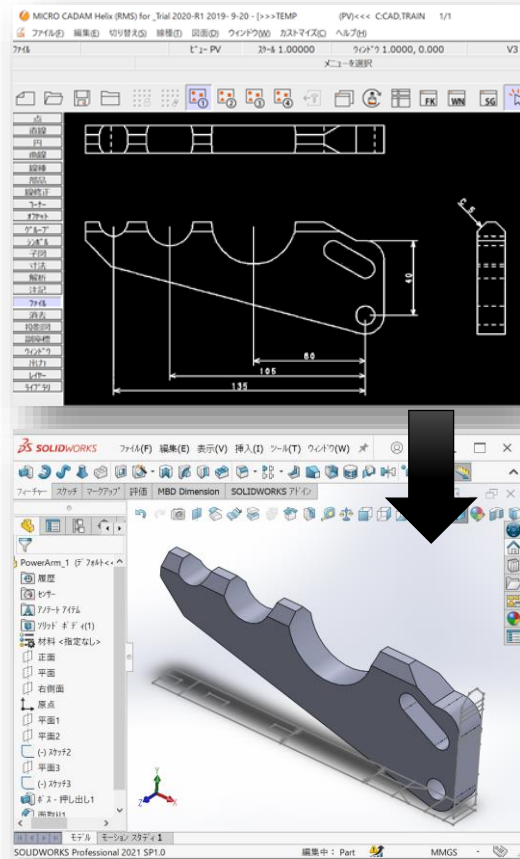 MICRO CADAM Helix (RMS) for _Trial 2020-R1 2019- 9-20 - [>>>TEMP (PV)<<< C:CAD,TRAIN 1/1
ファイル(F) 編集(E) 切り替え(S) 線種(T) 図面(D) ウィンドウ(W) カストマイズ(C) ヘルプ(H)
ファイル ビュー PV スケール 1.00000 ウィンドウ 1.0000, 0.000 V3
メニューを選択
FK WN SG
点
直線
円
曲線
線種
部品
線修正
コーナー
オフセット
グループ
シンボル
子図
寸法
解析
注記
ファイル
消去
投影図
副座標
ウィンドウ
出力
レイヤー
ライブラリ
C 5
40
60
105
135
SOLIDWORKS ファイル(F) 編集(E) 表示(V) 挿入(I) ツール(T) ウィンドウ(W)
フィーチャー スケッチ マークアップ 評価 MBD Dimension SOLIDWORKS アドイン
PowerArm_1 (デフォルト<<
履歴
センサー
アノテート アイテム
ソリッド ボディ(1)
材料 <指定なし>
正面
平面
右側面
原点
平面1
平面2
(-) スケッチ2
平面3
(-) スケッチ3
ボス - 押し出し1
面取り1
Y
Z
X
モデル モーション スタディ 1
SOLIDWORKS Professional 2021 SP1.0 編集中 : Part MMGS